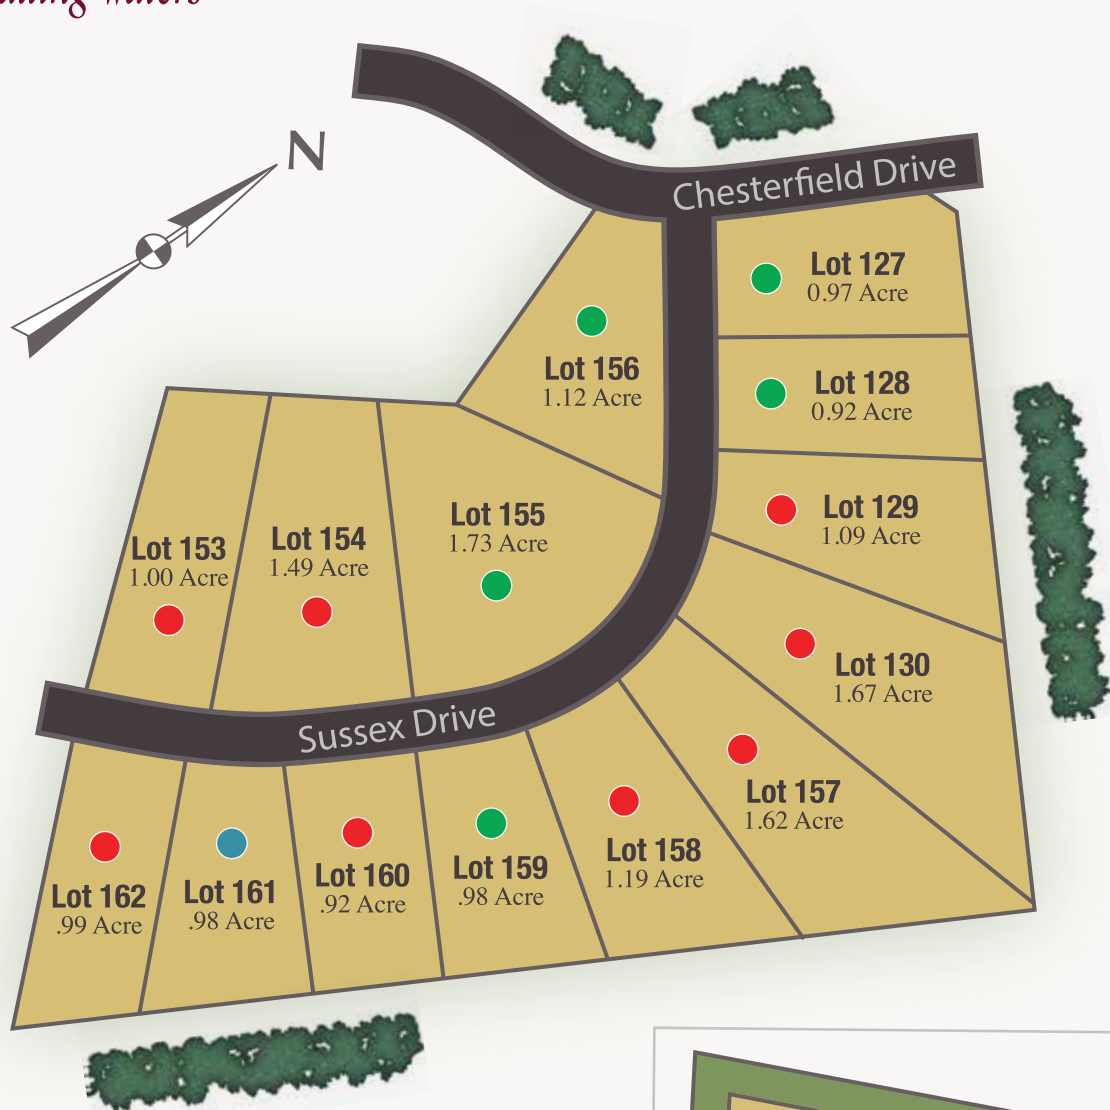 Waters
N
Chesterfield Drive
Lot 127
0.97 Acre
Lot 156
1.12 Acre
Lot 128
0.92 Acre
Lot 155
1.73 Acre
Lot 129
1.09 Acre
Lot 154
1.49 Acre
Lot 153
1.00 Acre
Lot 130
1.67 Acre
Sussex Drive
Lot 157
1.62 Acre
Lot 158
1.19 Acre
Lot 159
.98 Acre
Lot 160
.92 Acre
Lot 161
.98 Acre
Lot 162
.99 Acre